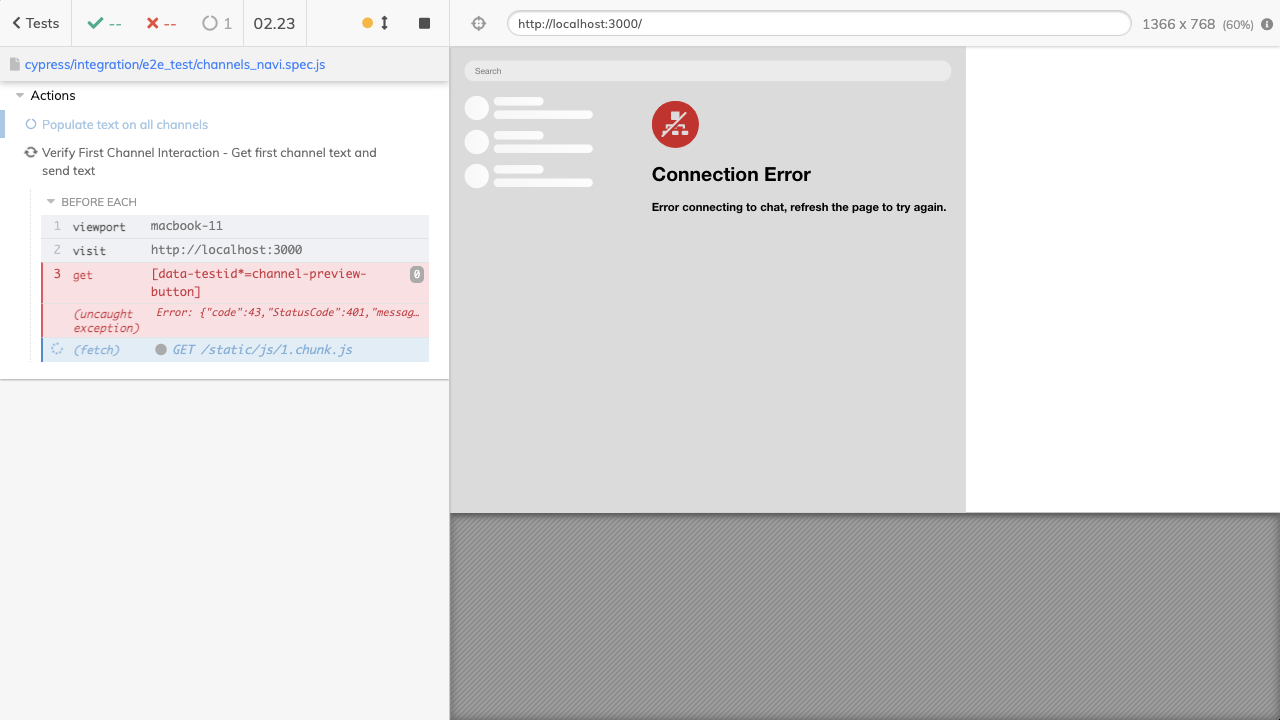 Tests
--
--
1
02.23
http://localhost:3000/
1366 x 768 (60%)
cypress/integration/e2e_test/channels_navi.spec.js
Actions
Populate text on all channels
Verify First Channel Interaction - Get first channel text and
send text
BEFORE EACH
1 viewport macbook-11
2 visit http://localhost:3000
3 get [data-testid*=channel-preview-
button] 0
(uncaught Error: {"code":43,"StatusCode":401,"messag…
exception)
(fetch) GET /static/js/1.chunk.js
Search
Connection Error
Error connecting to chat, refresh the page to try again.